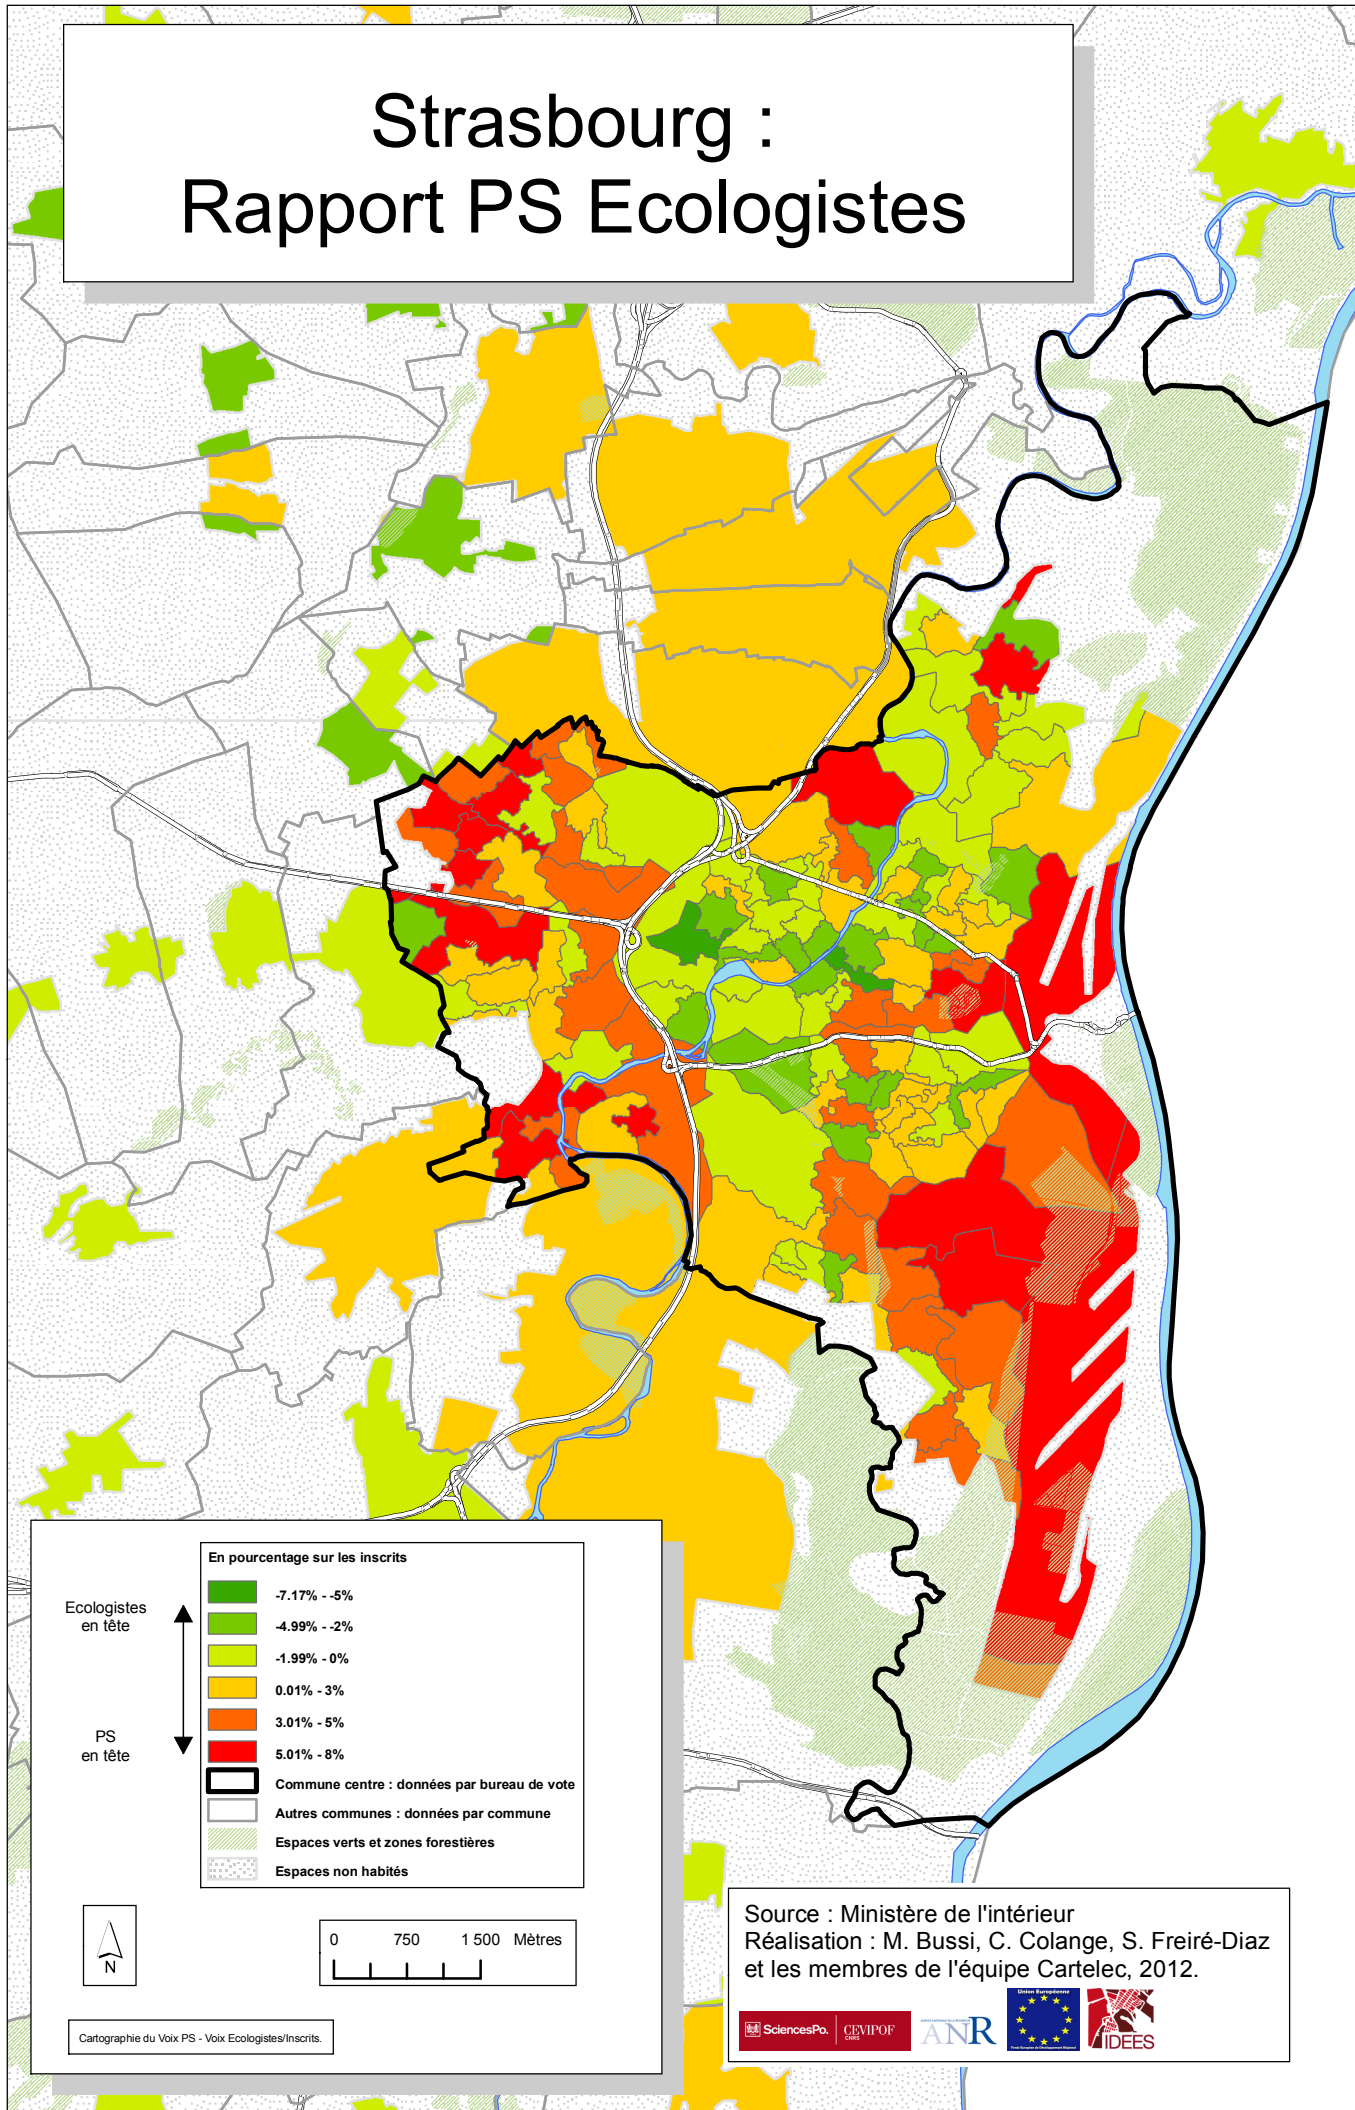 Strasbourg :
Rapport PS Ecologistes
En pourcentage sur les inscrits
Ecologistes
en tête
PS
en tête
-7.17% - -5%
-4.99% - -2%
-1.99% - 0%
0.01% - 3%
3.01% - 5%
5.01% - 8%
Commune centre : données par bureau de vote
Autres communes : données par commune
Espaces verts et zones forestières
Espaces non habités
N
0 750 1 500 Mètres
Cartographie du Voix PS - Voix Ecologistes/Inscrits.
Source : Ministère de l'intérieur
Réalisation : M. Bussi, C. Colange, S. Freiré-Diaz
et les membres de l'équipe Cartelec, 2012.
SciencesPo.
CEVIPOF
CNRS
ANR
Union Européenne
IDEES